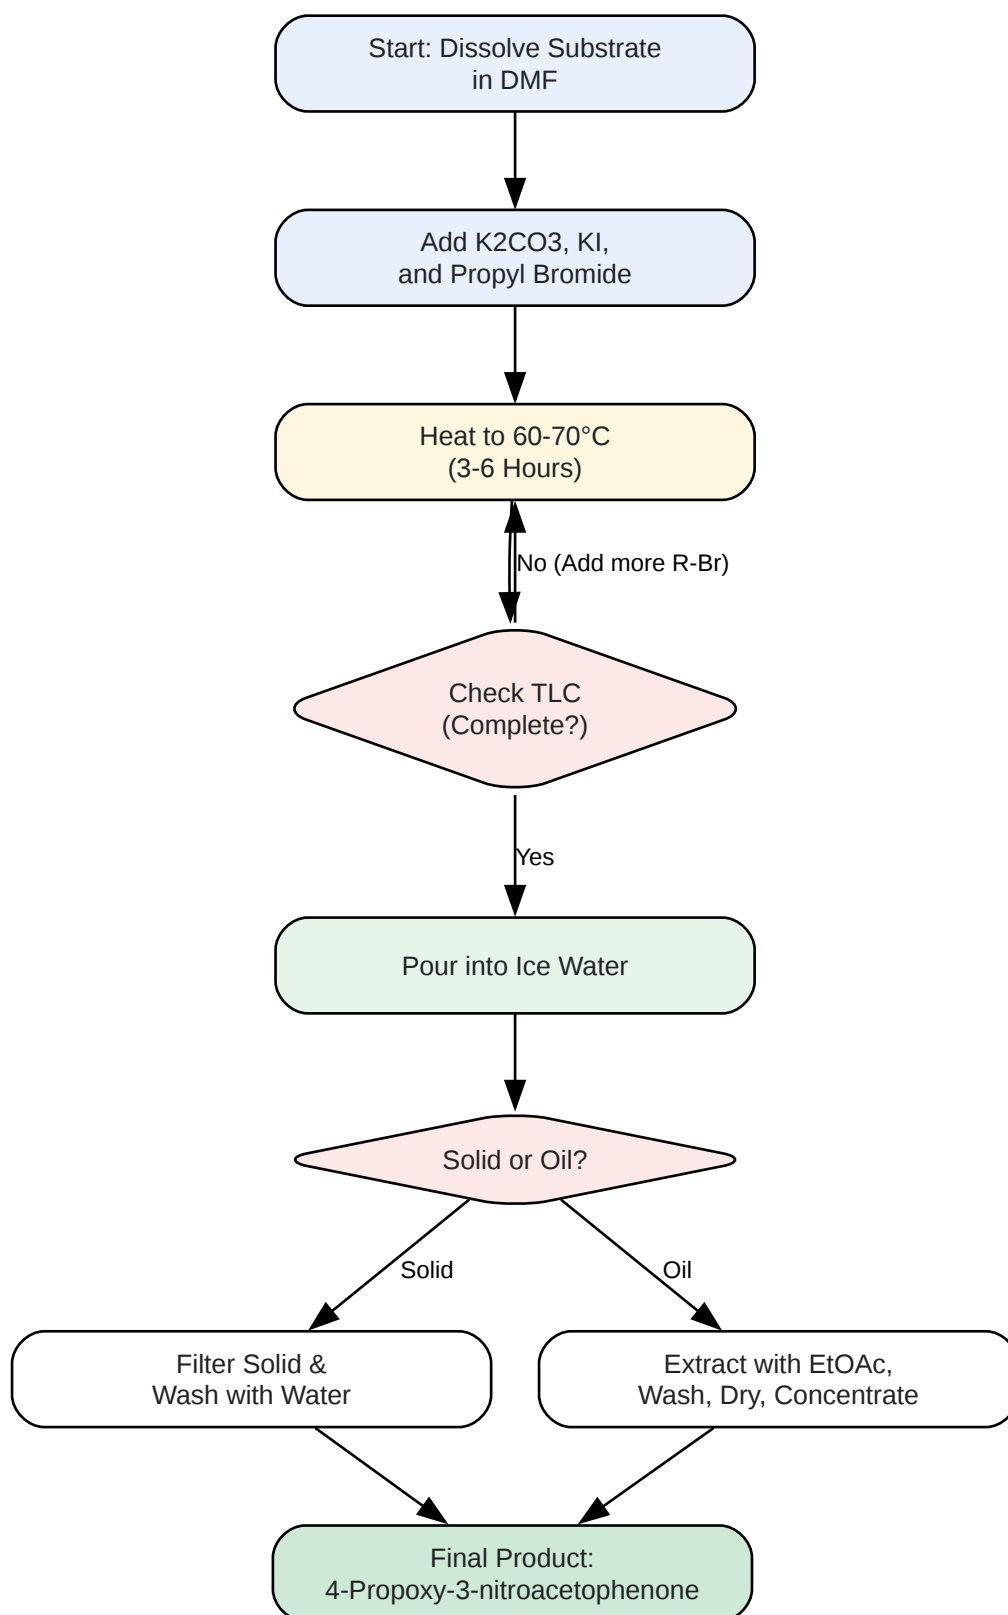 Start: Dissolve Substrate
in DMF
Add K2CO3, KI,
and Propyl Bromide
Heat to 60-70°C
(3-6 Hours)
No (Add more R-Br)
Check TLC
(Complete?)
Yes
Pour into Ice Water
Solid or Oil?
Solid
Oil
Filter Solid &
Wash with Water
Extract with EtOAc,
Wash, Dry, Concentrate
Final Product:
4-Propoxy-3-nitroacetophenone